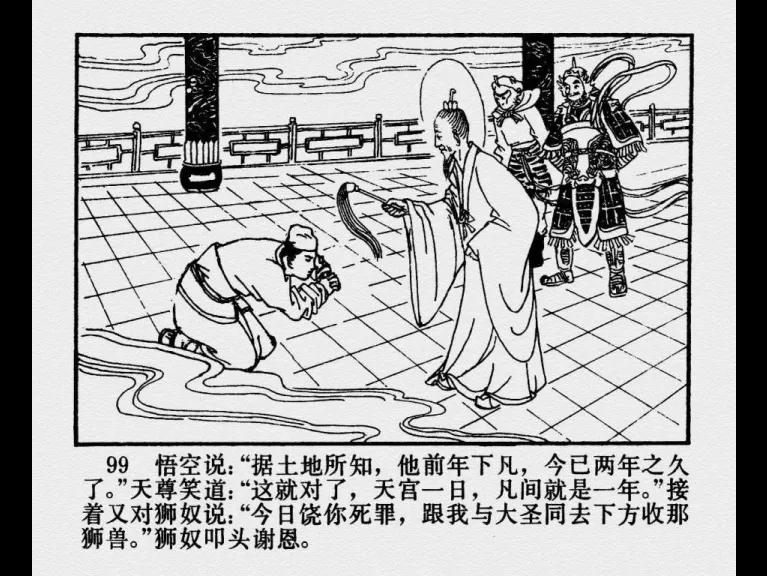 99 悟空说:“据土地所知,他前年下凡,今已两年之久
了。”天尊笑道:“这就对了,天宫一日,凡间就是一年。”接
着又对狮奴说:“今日饶你死罪,跟我与大圣同去下方收那
狮兽。”狮奴叩头谢恩。